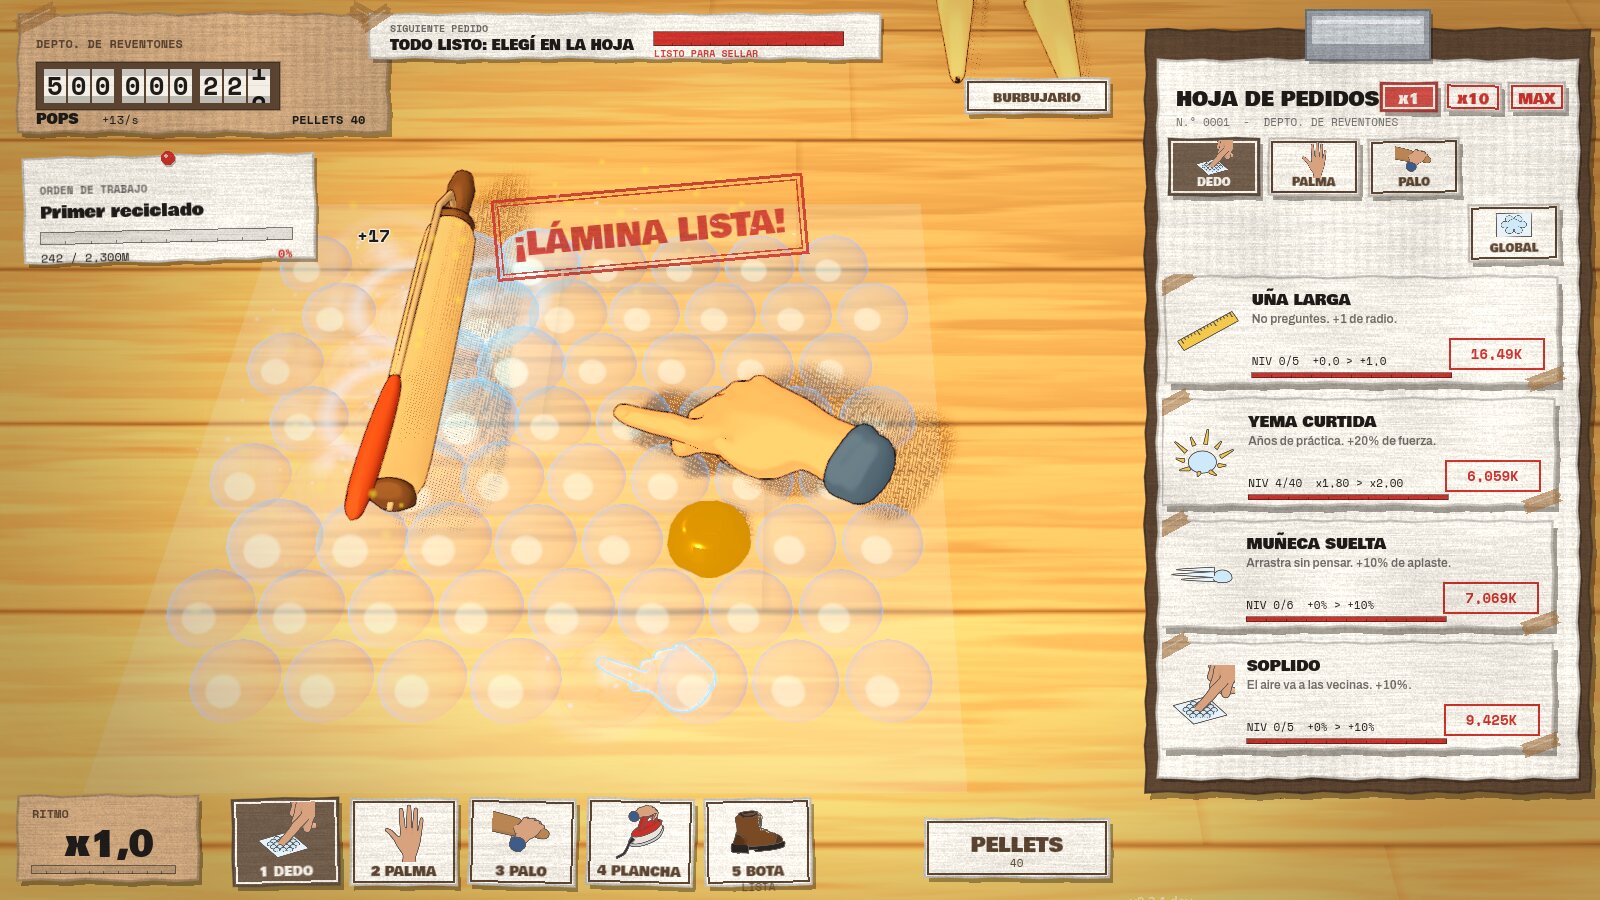 DEPTO. DE REVENTONES
500 000 22
POPS +13/s PELLETS 40
SIGUIENTE PEDIDO
TODO LISTO: ELEGÍ EN LA HOJA
LISTO PARA SELLAR
BURBUJARIO
ORDEN DE TRABAJO
Primer reciclado
242 / 2,300M 0%
+17
¡LÁMINA LISTA!
HOJA DE PEDIDOS x1 x10 MAX
N.° 0001 - DEPTO. DE REVENTONES
DEDO PALMA PALO
GLOBAL
UÑA LARGA
No preguntes. +1 de radio.
NIV 0/5 +0,0 > +1,0 16,49K
YEMA CURTIDA
Años de práctica. +20% de fuerza.
NIV 4/40 x1,80 > x2,00 6,059K
MUÑECA SUELTA
Arrastra sin pensar. +10% de aplaste.
NIV 0/6 +0% > +10% 7,069K
SOPLIDO
El aire va a las vecinas. +10%.
NIV 0/5 +0% > +10% 9,425K
RITMO
x1,0
1 DEDO 2 PALMA 3 PALO 4 PLANCHA 5 BOTA
LISTA
PELLETS
40